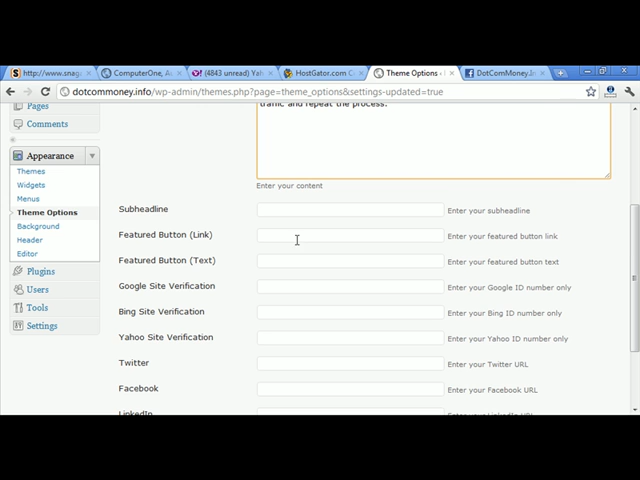 http://www.snag
ComputerOne, A
(4843 unread) Yah
HostGator.com C
Theme Options ‹
DotComMoney.In
dotcommoney.info/wp-admin/themes.php?page=theme_options&settings-updated=true
Pages
Comments
Appearance
Themes
Widgets
Menus
Theme Options
Background
Header
Editor
Plugins
Users
Tools
Settings
traffic and repeat the process.
Enter your content
Subheadline Enter your subheadline
Featured Button (Link) Enter your featured button link
Featured Button (Text) Enter your featured button text
Google Site Verification Enter your Google ID number only
Bing Site Verification Enter your Bing ID number only
Yahoo Site Verification Enter your Yahoo ID number only
Twitter Enter your Twitter URL
Facebook Enter your Facebook URL
LinkedIn Enter your LinkedIn URL